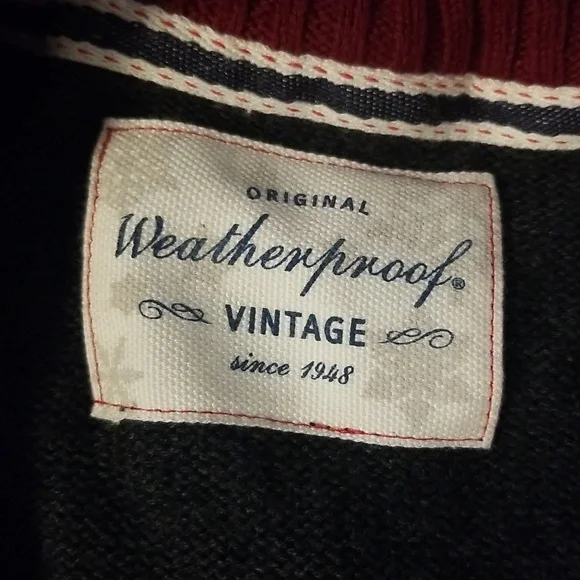 ORIGINAL
Weatherproof®
VINTAGE
since 1948